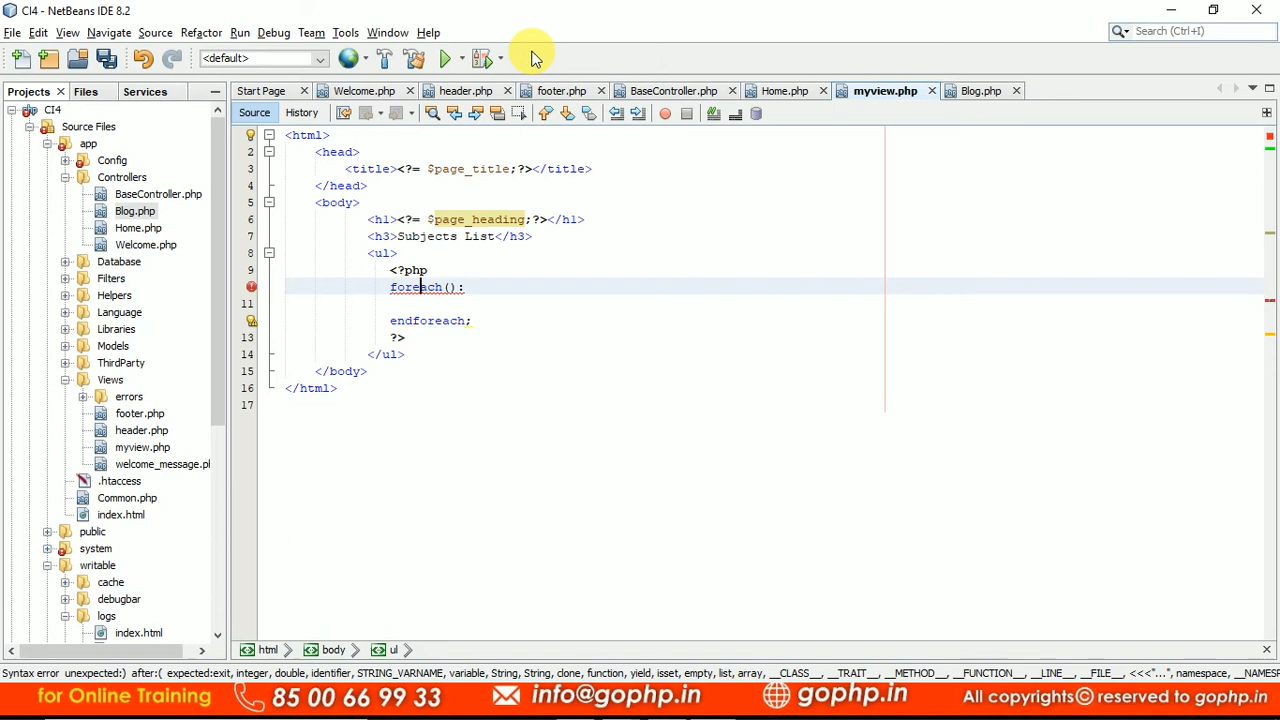 CI4 - NetBeans IDE 8.2
File Edit View Navigate Source Refactor Run Debug Team Tools Window Help
Search (Ctrl+I)
<default>
Projects Files Services
Start Page Welcome.php header.php footer.php BaseController.php Home.php myview.php Blog.php
Source History
CI4
Source Files
app
Config
Controllers
BaseController.php
Blog.php
Home.php
Welcome.php
Database
Filters
Helpers
Language
Libraries
Models
ThirdParty
Views
errors
footer.php
header.php
myview.php
welcome_message.pl
.htaccess
Common.php
index.html
public
system
writable
cache
debugbar
logs
index.html
<html>
2 <head>
3 <title><?= $page_title;?></title>
4 </head>
5 <body>
6 <h1><?= $page_heading;?></h1>
7 <h3>Subjects List</h3>
8 <ul>
9 <?php
foreach():
11
endforeach;
13 ?>
14 </ul>
15 </body>
16 </html>
17
html body ul
Syntax error unexpected:) after:( expected:exit, integer, double, identifier, STRING_VARNAME, variable, String, String, clone, function, yield, isset, empty, list, array, __CLASS__, __TRAIT__, __METHOD__, __FUNCTION__, __LINE__, __FILE__, <<<"...", namespace, __NAMESP
for Online Training 85 00 66 99 33 info@gophp.in gophp.in All copyrights© reserved to gophp.in